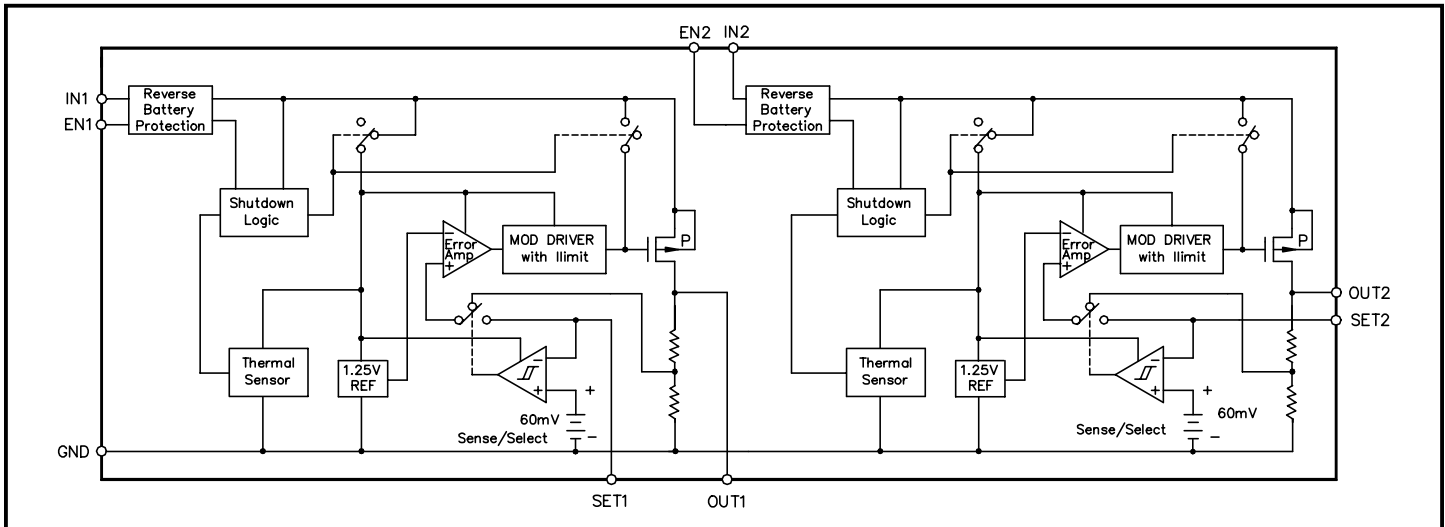 EN2 IN2
IN1
EN1
Reverse
Battery
Protection
Shutdown
Logic
Error
Amp
−
+
MOD DRIVER
with Ilimit
P
Thermal
Sensor
1.25V
REF
−
+
+
60mV
−
Sense/Select
GND
SET1
OUT1
Reverse
Battery
Protection
Shutdown
Logic
−
Error
Amp
+
MOD DRIVER
with Ilimit
P
OUT2
SET2
Thermal
Sensor
1.25V
REF
−
+
+
60mV
−
Sense/Select